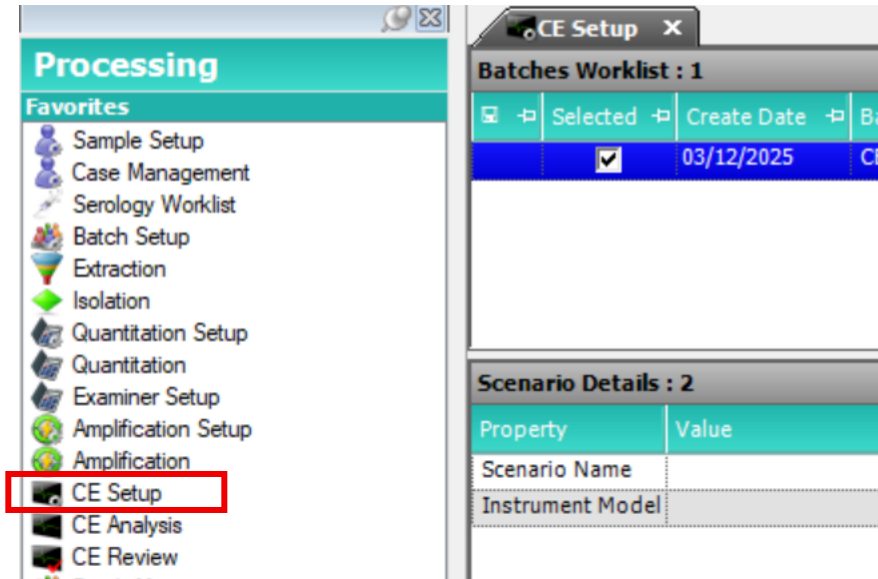 Processing
Favorites
Sample Setup
Case Management
Serology Worklist
Batch Setup
Extraction
Isolation
Quantitation Setup
Quantitation
Examiner Setup
Amplification Setup
Amplification
CE Setup
CE Analysis
CE Review
CE Setup X
Batches Worklist : 1
Selected Create Date Ba
03/12/2025 CE
Scenario Details : 2
Property Value
Scenario Name
Instrument Model